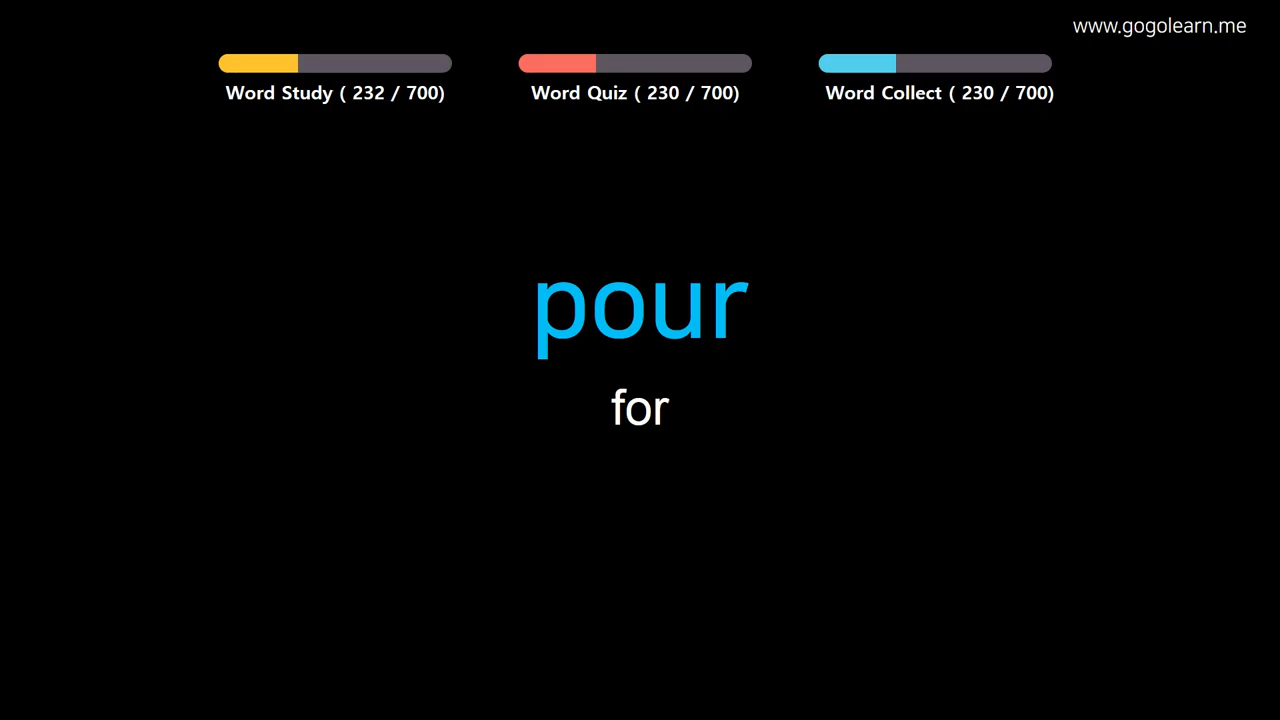 www.gogolearn.me
Word Study ( 232 / 700)
Word Quiz ( 230 / 700)
Word Collect ( 230 / 700)
pour
for